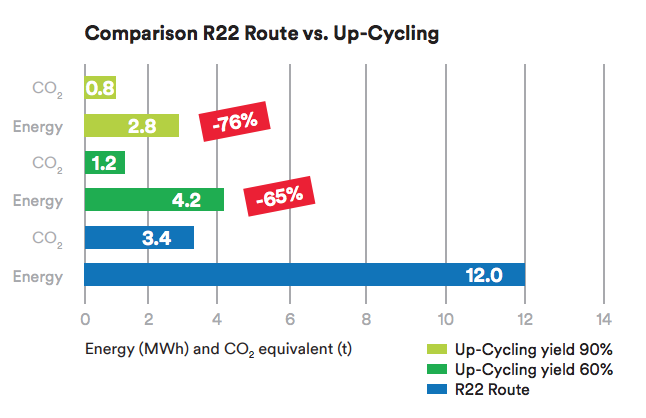 Comparison R22 Route vs. Up-Cycling
CO₂ 0.8
Energy 2.8 -76%
CO₂ 1.2
Energy 4.2 -65%
CO₂ 3.4
Energy 12.0
0 2 4 6 8 10 12 14
Energy (MWh) and CO₂ equivalent (t)
Up-Cycling yield 90%
Up-Cycling yield 60%
R22 Route